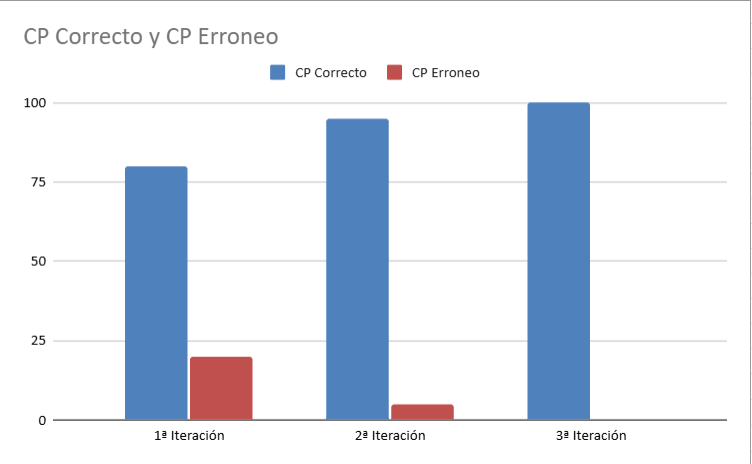 CP Correcto y CP Erroneo
CP Correcto CP Erroneo
100
75
50
25
0
1ª Iteración 2ª Iteración 3ª Iteración